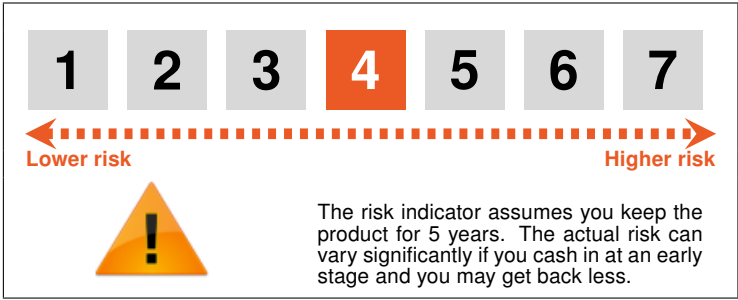 1 2 3 4 5 6 7
Lower risk Higher risk
!
The risk indicator assumes you keep the
product for 5 years. The actual risk can
vary significantly if you cash in at an early
stage and you may get back less.